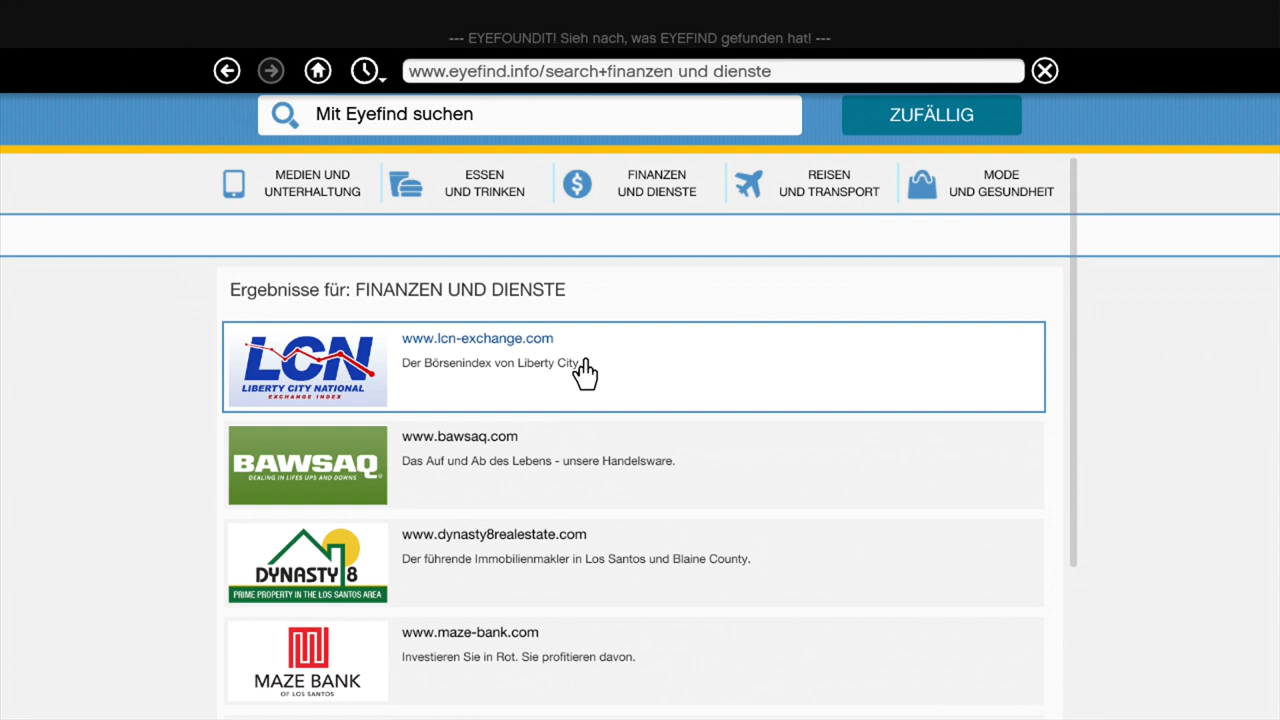 --- EYEFOUNDIT! Sieh nach, was EYEFIND gefunden hat! ---
www.eyefind.info/search+finanzen und dienste
Mit Eyefind suchen
ZUFÄLLIG
MEDIEN UND
UNTERHALTUNG
ESSEN
UND TRINKEN
FINANZEN
UND DIENSTE
REISEN
UND TRANSPORT
MODE
UND GESUNDHEIT
Ergebnisse für: FINANZEN UND DIENSTE
LCN
LIBERTY CITY NATIONAL
EXCHANGE INDEX
www.lcn-exchange.com
Der Börsenindex von Liberty City
BAWSAQ
DEALING IN LIFES UPS AND DOWNS
www.bawsaq.com
Das Auf und Ab des Lebens - unsere Handelsware.
DYNASTY 8
PRIME PROPERTY IN THE LOS SANTOS AREA
www.dynasty8realestate.com
Der führende Immobilienmakler in Los Santos und Blaine County.
MAZE BANK
OF LOS SANTOS
www.maze-bank.com
Investieren Sie in Rot. Sie profitieren davon.